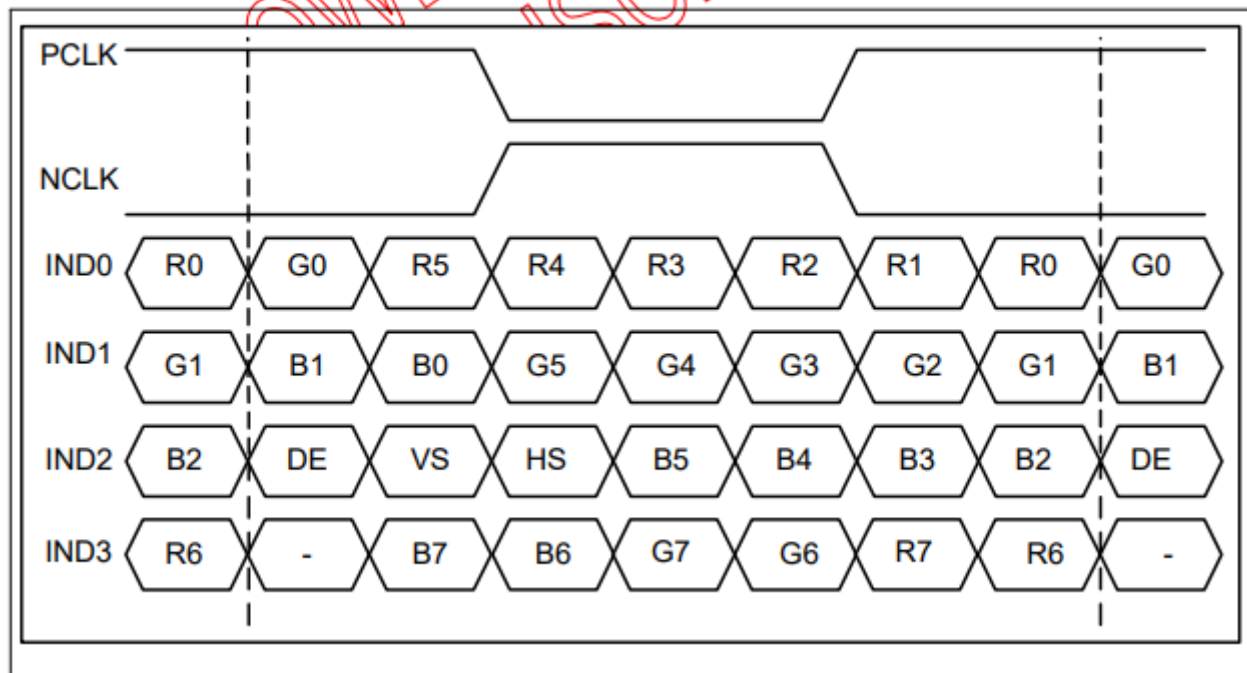 PCLK
NCLK
IND0 R0 G0 R5 R4 R3 R2 R1 R0 G0
IND1 G1 B1 B0 G5 G4 G3 G2 G1 B1
IND2 B2 DE VS HS B5 B4 B3 B2 DE
IND3 R6 - B7 B6 G7 G6 R7 R6 -